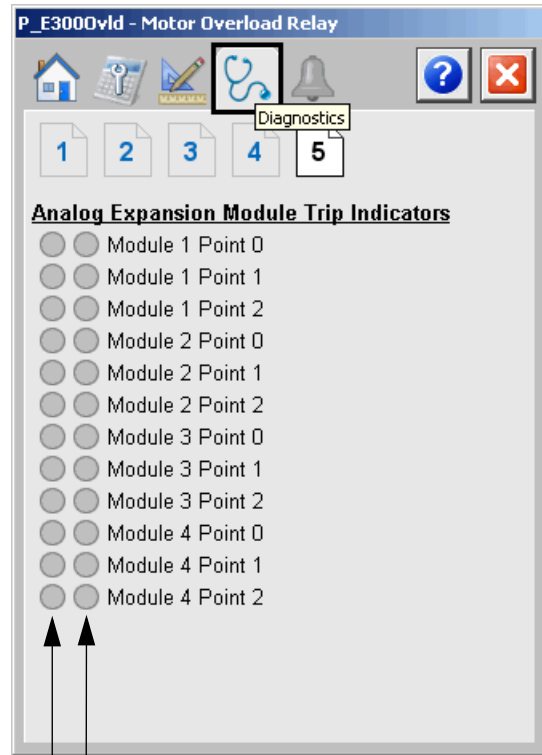 P_E300Ovld - Motor Overload Relay
?
Diagnostics
1 2 3 4 5
Analog Expansion Module Trip Indicators
Module 1 Point 0
Module 1 Point 1
Module 1 Point 2
Module 2 Point 0
Module 2 Point 1
Module 2 Point 2
Module 3 Point 0
Module 3 Point 1
Module 3 Point 2
Module 4 Point 0
Module 4 Point 1
Module 4 Point 2